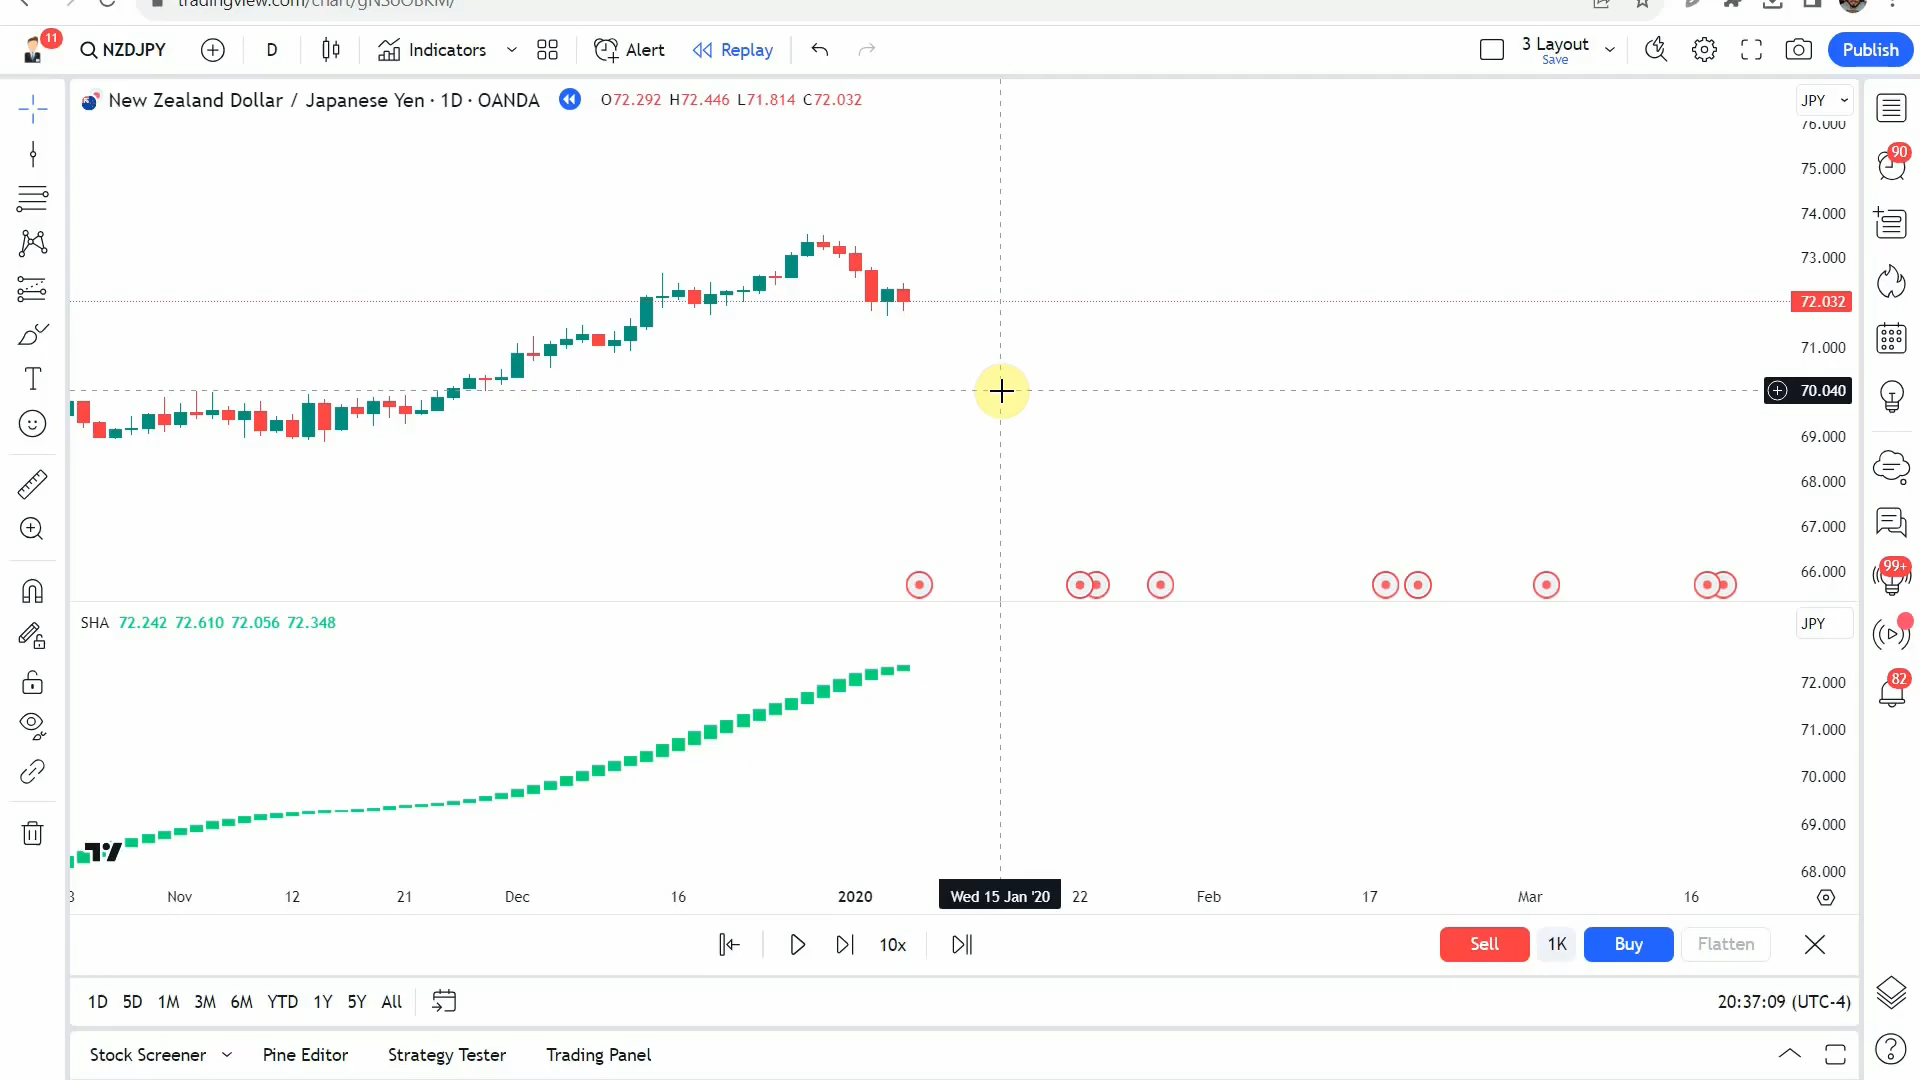 tradingview.com/chart/
11
NZDJPY
D
Indicators
Alert
Replay
3 Layout
Save
Publish
New Zealand Dollar / Japanese Yen · 1D · OANDA
O72.292 H72.446 L71.814 C72.032
JPY
76.000
75.000
74.000
73.000
72.032
71.000
70.040
69.000
68.000
67.000
66.000
90
99+
82
SHA 72.242 72.610 72.056 72.348
JPY
72.000
71.000
70.000
69.000
68.000
3 Nov 12 21 Dec 16 2020 Wed 15 Jan '20 22 Feb 17 Mar 16
10x
Sell 1K Buy Flatten
1D 5D 1M 3M 6M YTD 1Y 5Y All
20:37:09 (UTC-4)
Stock Screener Pine Editor Strategy Tester Trading Panel